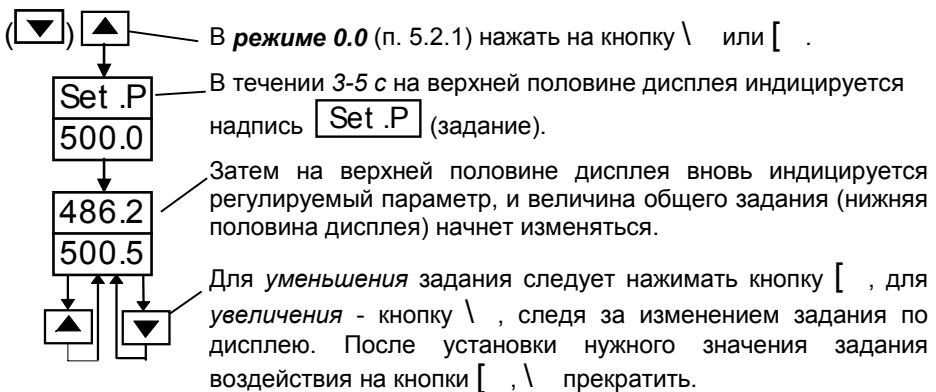 (▼) ▲
В режиме 0.0 (п. 5.2.1) нажать на кнопку \ или [ .
В течении 3-5 с на верхней половине дисплея индицируется
надпись Set .P (задание).
Set .P
500.0
Затем на верхней половине дисплея вновь индицируется
регулируемый параметр, и величина общего задания (нижняя
половина дисплея) начнет изменяться.
486.2
500.5
Для уменьшения задания следует нажимать кнопку [ , для
увеличения - кнопку \ , следя за изменением задания по
дисплею. После установки нужного значения задания
воздействия на кнопки [ , \ прекратить.
▲ ▼